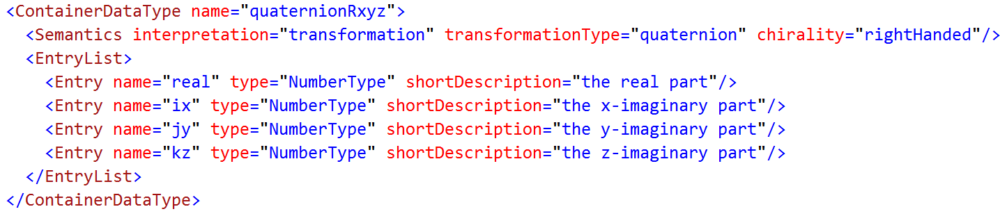 <ContainerDataType name="quaternionRxyz">
  <Semantics interpretation="transformation" transformationType="quaternion" chirality="rightHanded"/>
  <EntryList>
    <Entry name="real" type="NumberType" shortDescription="the real part"/>
    <Entry name="ix" type="NumberType" shortDescription="the x-imaginary part"/>
    <Entry name="jy" type="NumberType" shortDescription="the y-imaginary part"/>
    <Entry name="kz" type="NumberType" shortDescription="the z-imaginary part"/>
  </EntryList>
</ContainerDataType>